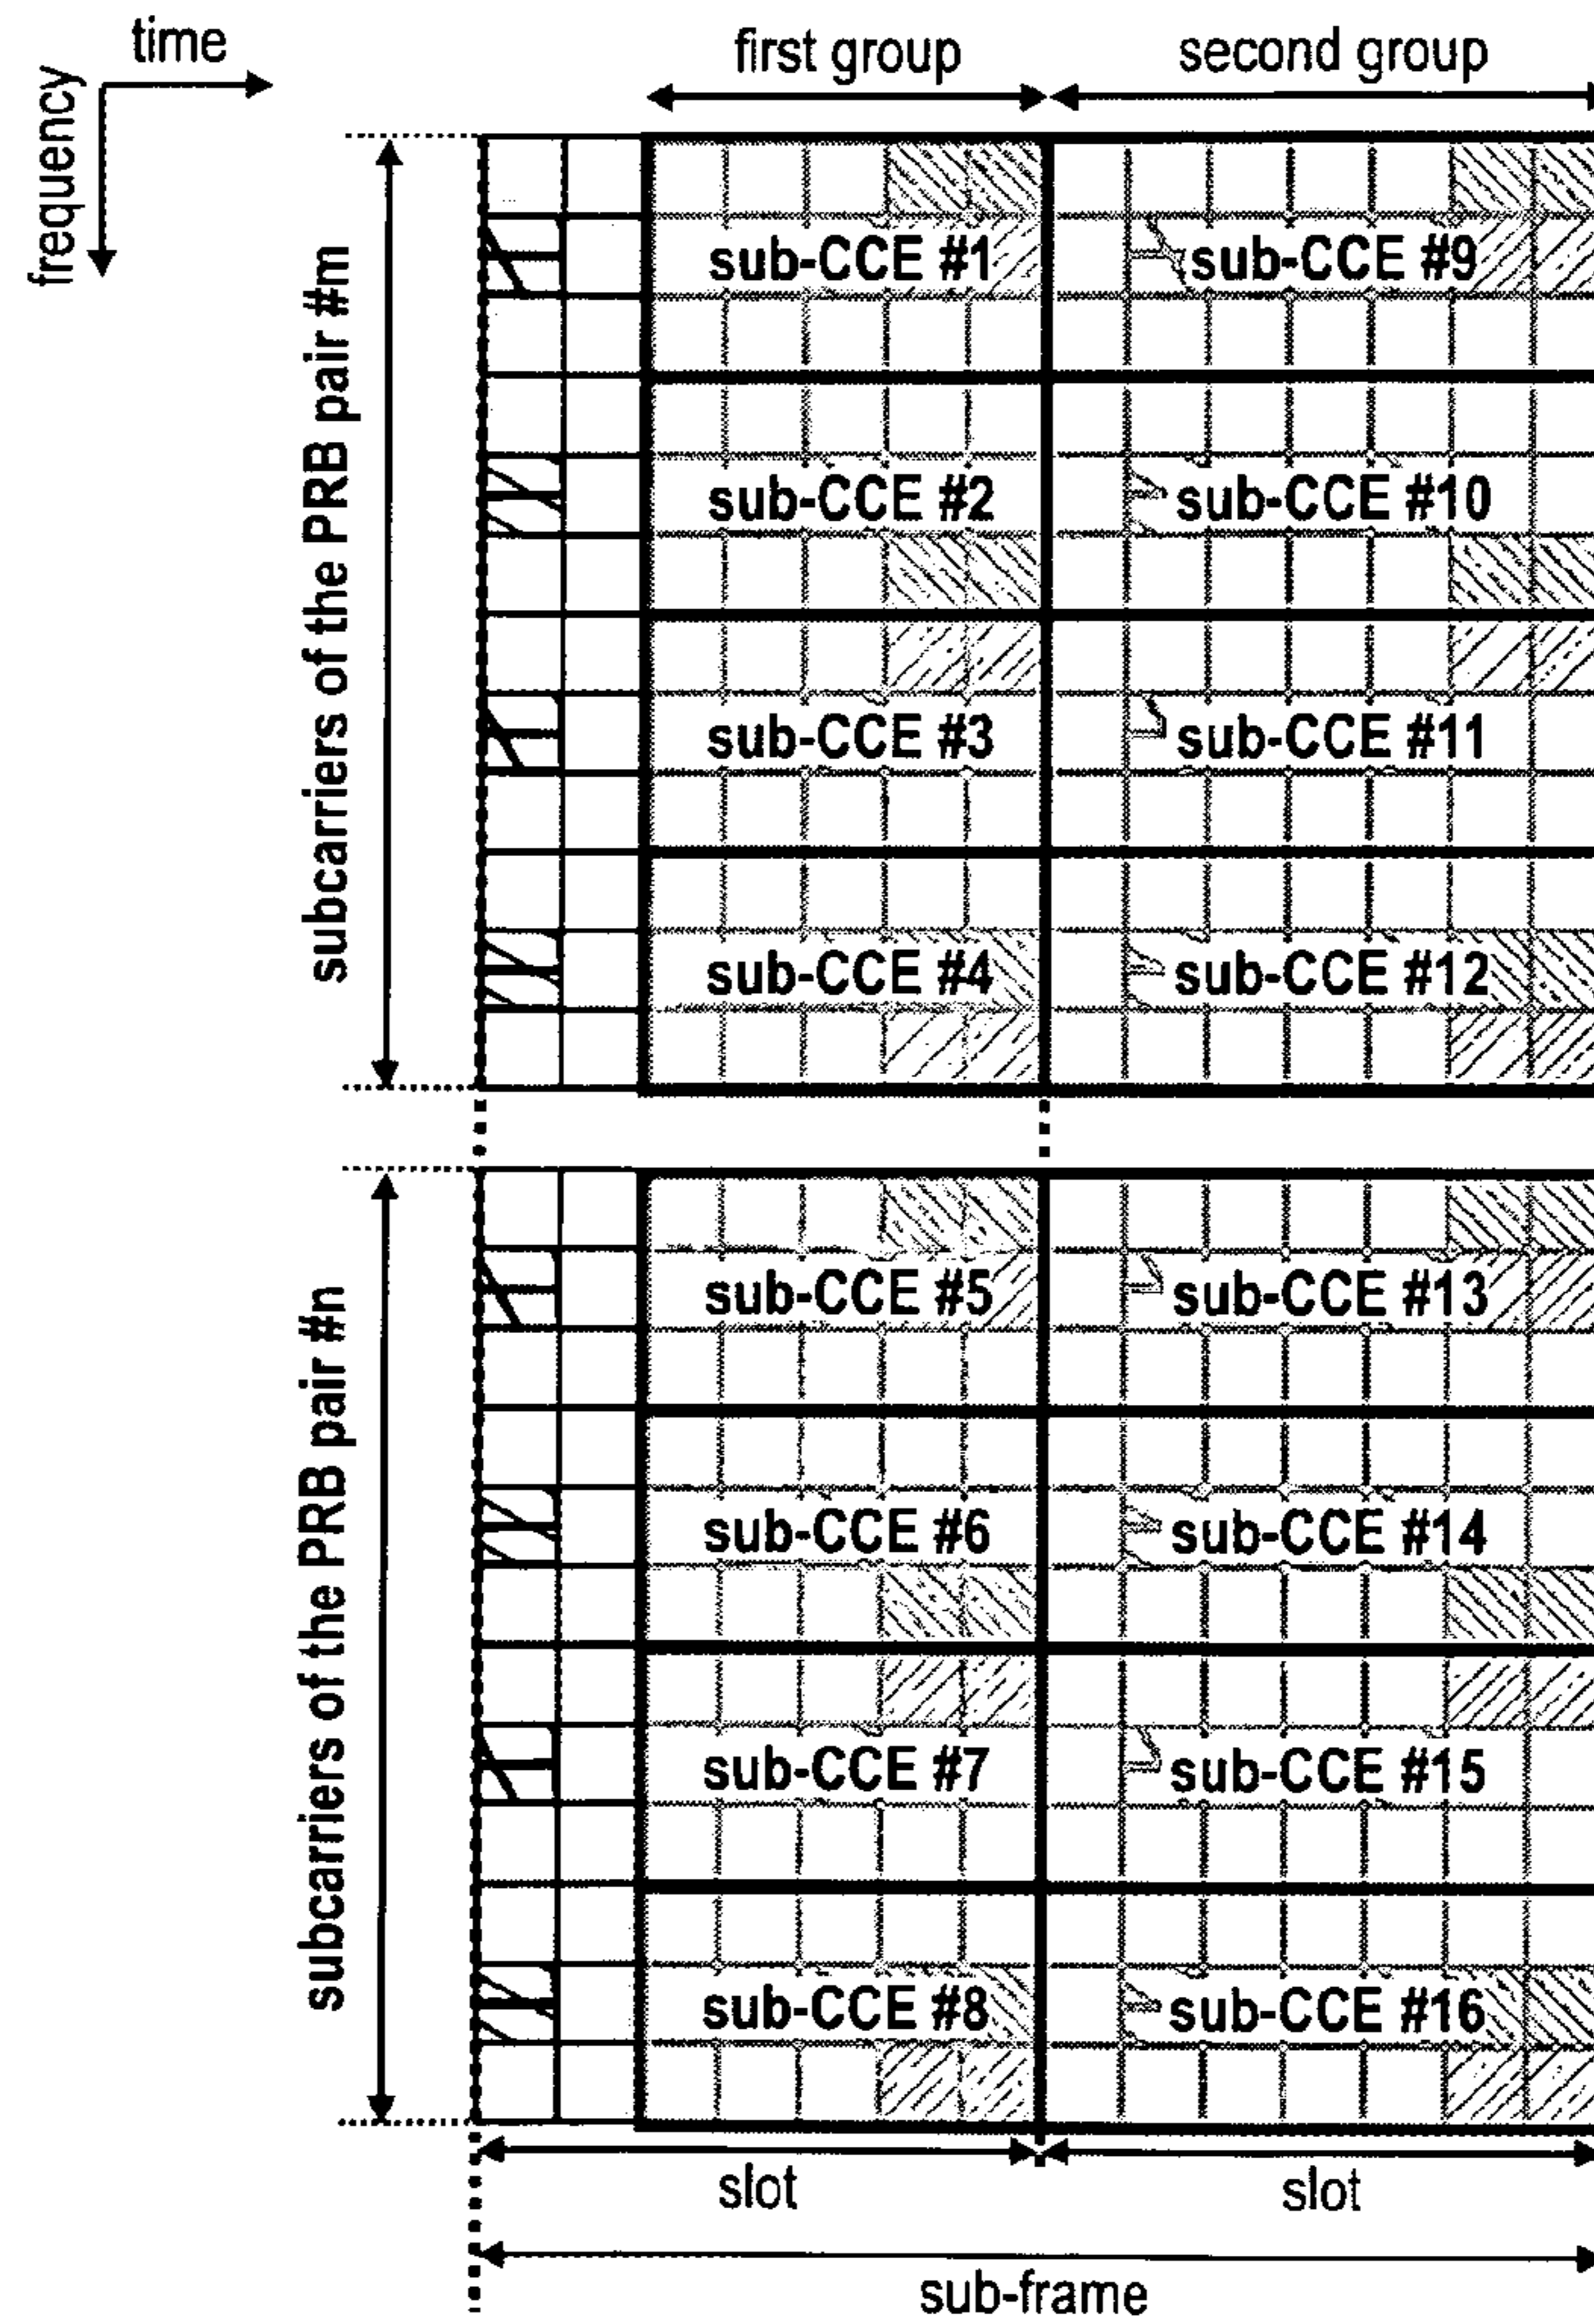 time
first group
second group
frequency
subcarriers of the PRB pair #m
sub-CCE #1
sub-CCE #9
sub-CCE #2
sub-CCE #10
sub-CCE #3
sub-CCE #11
sub-CCE #4
sub-CCE #12
subcarriers of the PRB pair #n
sub-CCE #5
sub-CCE #13
sub-CCE #6
sub-CCE #14
sub-CCE #7
sub-CCE #15
sub-CCE #8
sub-CCE #16
slot
slot
sub-frame